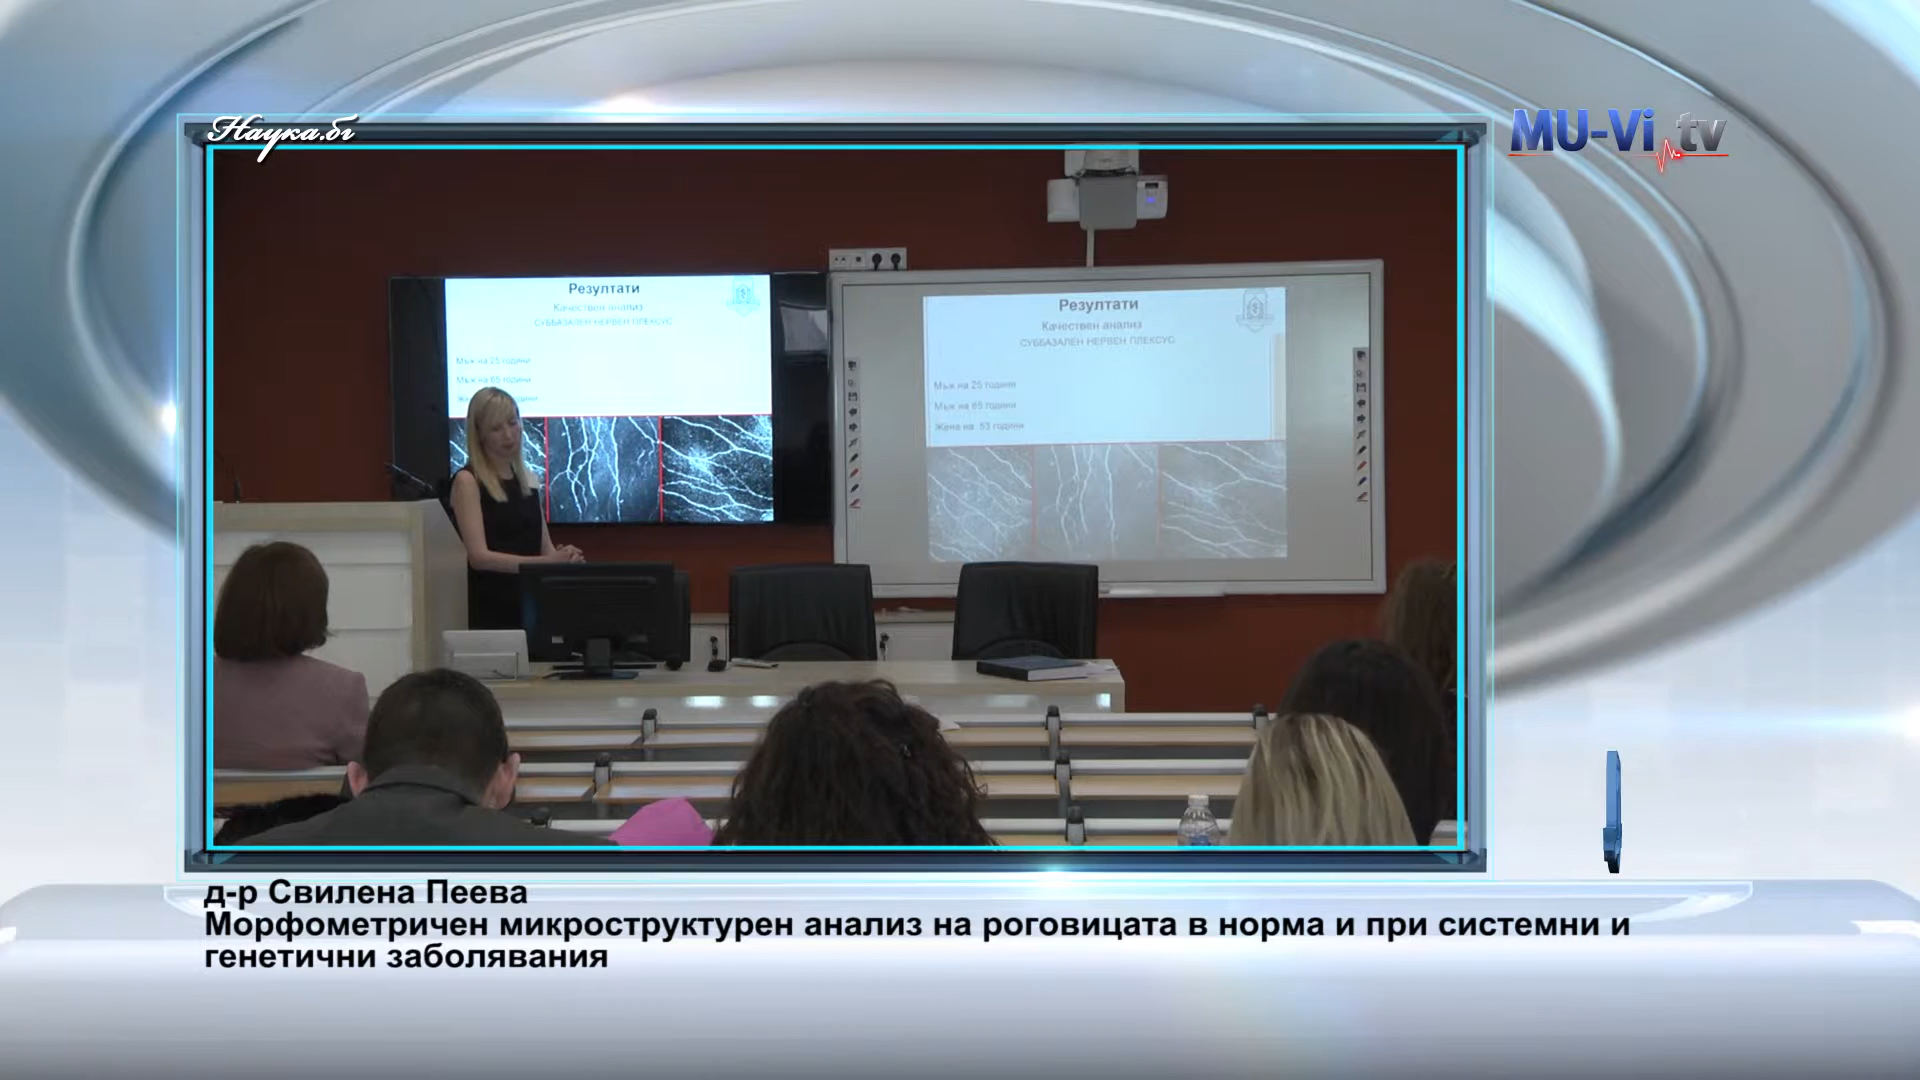 Наука.бг
MU-Vi.tv
Резултати
Качествен анализ
СУББАЗАЛЕН НЕРВЕН ПЛЕКСУС
Мъж на 25 години
Мъж на 65 години
Резултати
Качествен анализ
СУББАЗАЛЕН НЕРВЕН ПЛЕКСУС
Мъж на 25 години
Мъж на 65 години
Жена на 53 години
д-р Свилена Пеева
Морфометричен микроструктурен анализ на роговицата в норма и при системни и
генетични заболявания